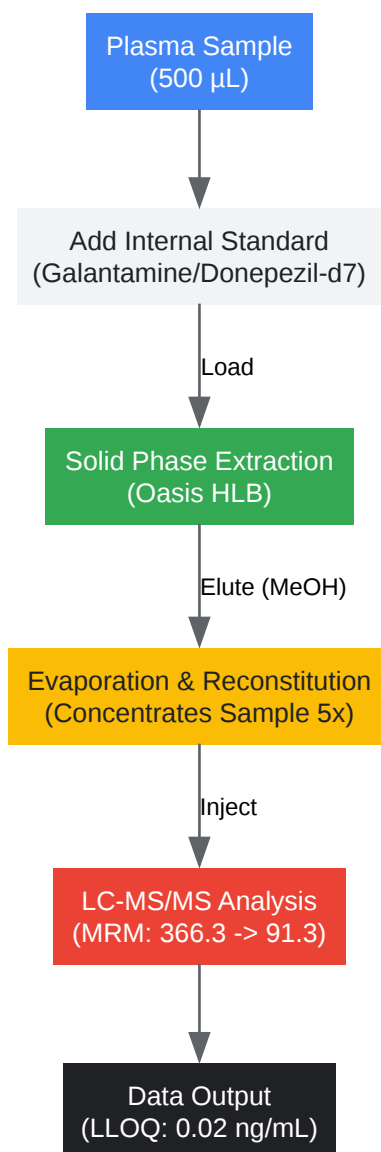 Plasma Sample
(500 µL)
Add Internal Standard
(Galantamine/Donepezil-d7)
Load
Solid Phase Extraction
(Oasis HLB)
Elute (MeOH)
Evaporation & Reconstitution
(Concentrates Sample 5x)
Inject
LC-MS/MS Analysis
(MRM: 366.3 -> 91.3)
Data Output
(LLOQ: 0.02 ng/mL)